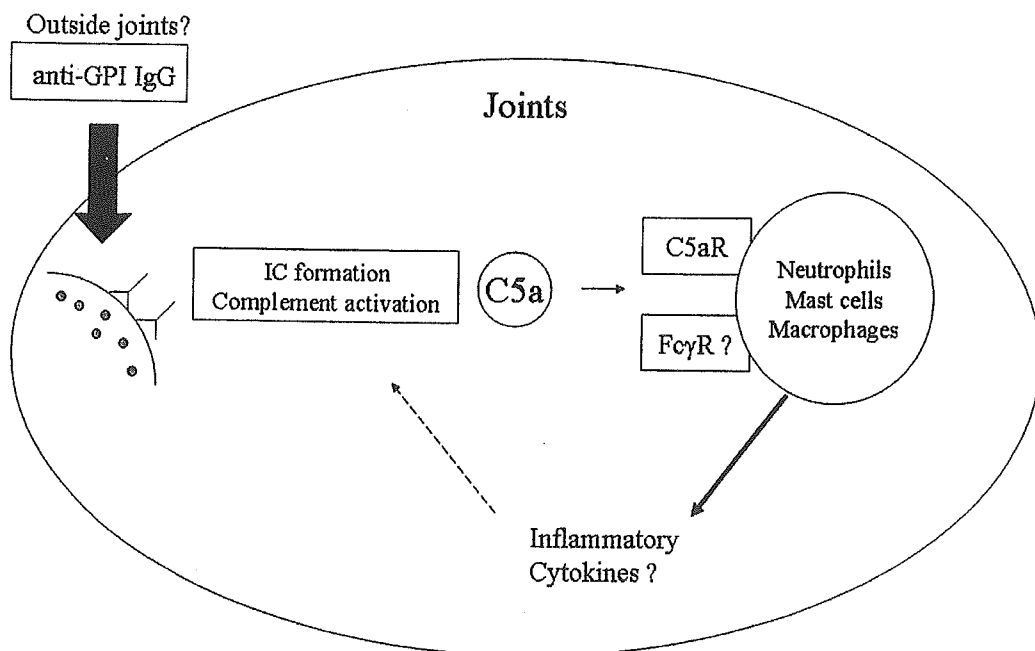 Outside joints?
anti-GPI IgG
Joints
IC formation
Complement activation
C5a
C5aR
FcγR ?
Neutrophils
Mast cells
Macrophages
Inflammatory
Cytokines ?